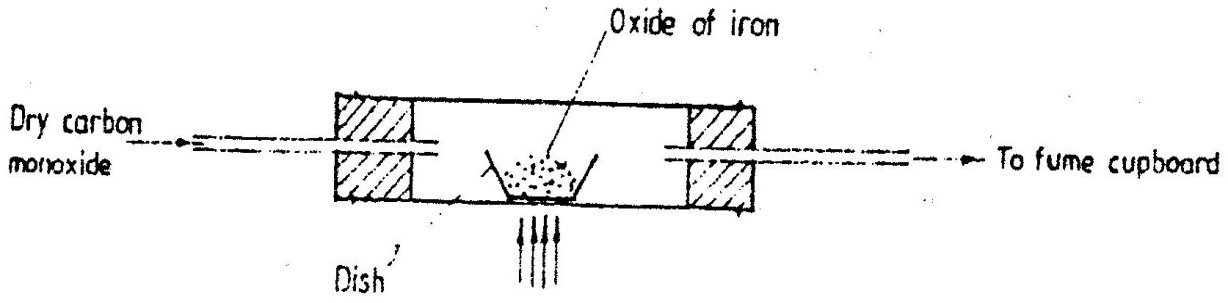 Oxide of iron
Dry carbon
monoxide
To fume cupboard
Dish